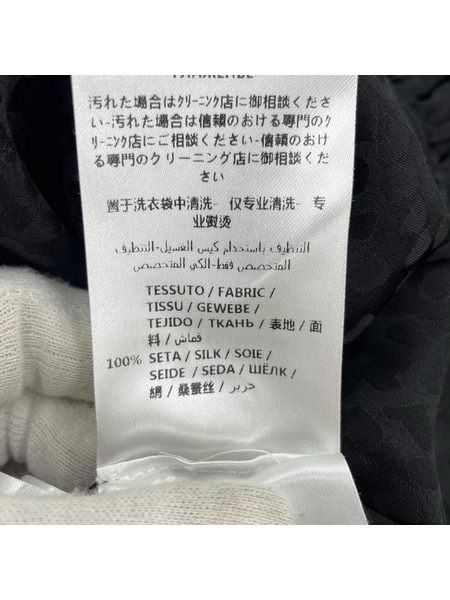 汚れた場合はクリーニング店に御相談くださ
い-汚れた場合は信頼のおける専門のク
リーニング店にご相談ください-信頼のおけ
る専門のクリーニング店に御相談くだ
さい
置于洗衣袋中清洗- 仅专业清洗- 专
业熨烫
التنظيف باستخدام كيس الغسيل-التنظيف
المتخصص فقط-الكي المتخصص
TESSUTO / FABRIC /
TISSU / GEWEBE /
TEJIDO / ТКАНЬ / 表地 / 面
料 / قماش /
100% SETA / SILK / SOIE /
SEIDE / SEDA / ШЁЛК /
絹 / 桑蚕丝 / حرير /